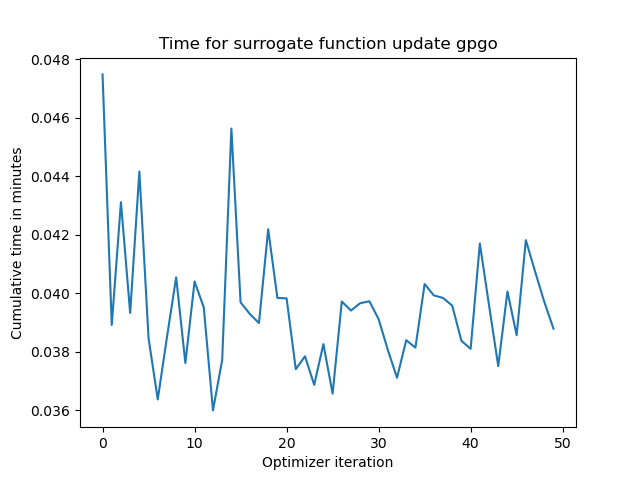 Time for surrogate function update gpgo
Cumulative time in minutes
0.048
0.046
0.044
0.042
0.040
0.038
0.036
0 10 20 30 40 50
Optimizer iteration